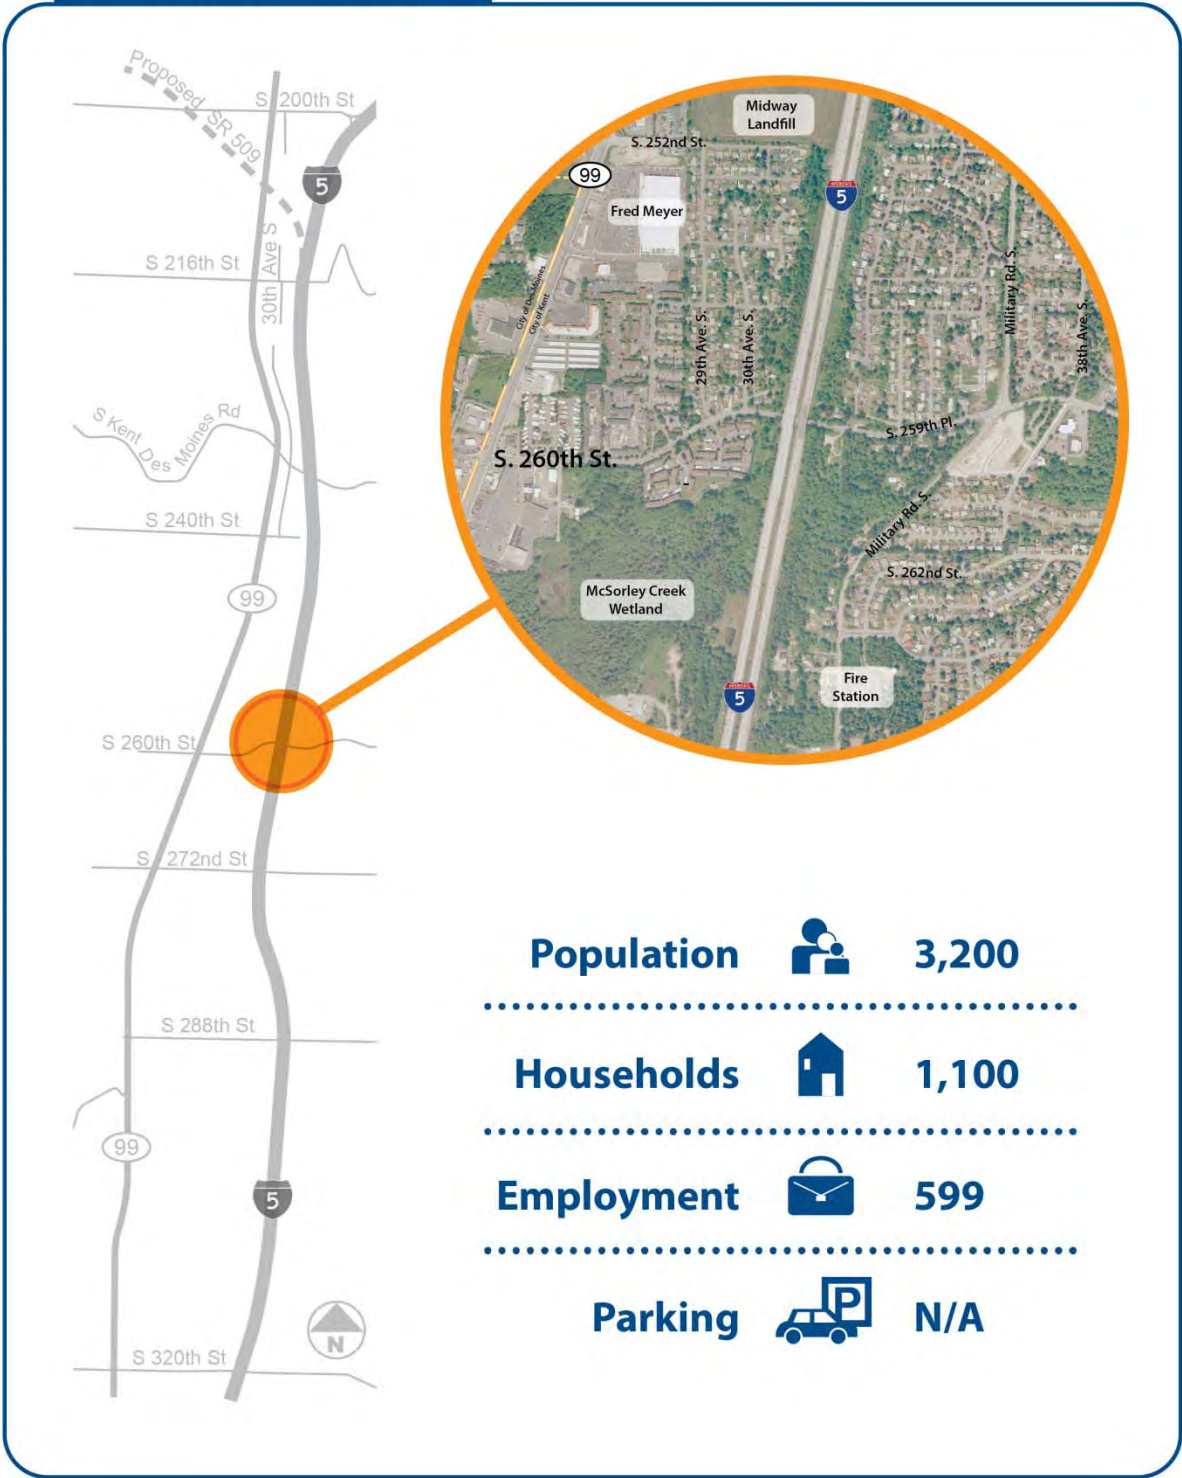 Proposed SR 509
S 200th St
5
30th Ave S
S 216th St
S Kent Des Moines Rd
S 240th St
99
S 260th St
S 272nd St
S 288th St
99
5
N
S 320th St
Midway
Landfill
S. 252nd St.
99
INTERSTATE
5
Fred Meyer
City of Des Moines
City of Kent
29th Ave. S.
30th Ave. S.
Military Rd. S.
38th Ave. S.
S. 259th Pl.
S. 260th St.
Military Rd. S.
S. 262nd St.
McSorley Creek
Wetland
Fire
Station
INTERSTATE
5
Population 3,200
Households 1,100
Employment 599
Parking P N/A